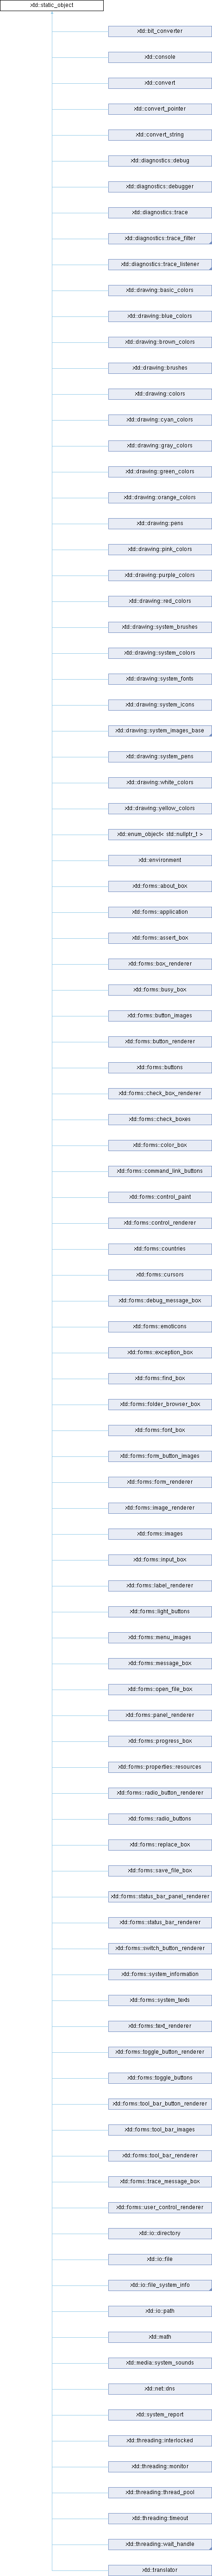 xtd::static_object
xtd::bit_converter
xtd::console
xtd::convert
xtd::convert_pointer
xtd::convert_string
xtd::diagnostics::debug
xtd::diagnostics::debugger
xtd::diagnostics::trace
xtd::diagnostics::trace_filter
xtd::diagnostics::trace_listener
xtd::drawing::basic_colors
xtd::drawing::blue_colors
xtd::drawing::brown_colors
xtd::drawing::brushes
xtd::drawing::colors
xtd::drawing::cyan_colors
xtd::drawing::gray_colors
xtd::drawing::green_colors
xtd::drawing::orange_colors
xtd::drawing::pens
xtd::drawing::pink_colors
xtd::drawing::purple_colors
xtd::drawing::red_colors
xtd::drawing::system_brushes
xtd::drawing::system_colors
xtd::drawing::system_fonts
xtd::drawing::system_icons
xtd::drawing::system_images_base
xtd::drawing::system_pens
xtd::drawing::white_colors
xtd::drawing::yellow_colors
xtd::enum_object< std::nullptr_t >
xtd::environment
xtd::forms::about_box
xtd::forms::application
xtd::forms::assert_box
xtd::forms::box_renderer
xtd::forms::busy_box
xtd::forms::button_images
xtd::forms::button_renderer
xtd::forms::buttons
xtd::forms::check_box_renderer
xtd::forms::check_boxes
xtd::forms::color_box
xtd::forms::command_link_buttons
xtd::forms::control_paint
xtd::forms::control_renderer
xtd::forms::countries
xtd::forms::cursors
xtd::forms::debug_message_box
xtd::forms::emoticons
xtd::forms::exception_box
xtd::forms::find_box
xtd::forms::folder_browser_box
xtd::forms::font_box
xtd::forms::form_button_images
xtd::forms::form_renderer
xtd::forms::image_renderer
xtd::forms::images
xtd::forms::input_box
xtd::forms::label_renderer
xtd::forms::light_buttons
xtd::forms::menu_images
xtd::forms::message_box
xtd::forms::open_file_box
xtd::forms::panel_renderer
xtd::forms::progress_box
xtd::forms::properties::resources
xtd::forms::radio_button_renderer
xtd::forms::radio_buttons
xtd::forms::replace_box
xtd::forms::save_file_box
xtd::forms::status_bar_panel_renderer
xtd::forms::status_bar_renderer
xtd::forms::switch_button_renderer
xtd::forms::system_information
xtd::forms::system_texts
xtd::forms::text_renderer
xtd::forms::toggle_button_renderer
xtd::forms::toggle_buttons
xtd::forms::tool_bar_button_renderer
xtd::forms::tool_bar_images
xtd::forms::tool_bar_renderer
xtd::forms::trace_message_box
xtd::forms::user_control_renderer
xtd::io::directory
xtd::io::file
xtd::io::file_system_info
xtd::io::path
xtd::math
xtd::media::system_sounds
xtd::net::dns
xtd::system_report
xtd::threading::interlocked
xtd::threading::monitor
xtd::threading::thread_pool
xtd::threading::timeout
xtd::threading::wait_handle
xtd::translator